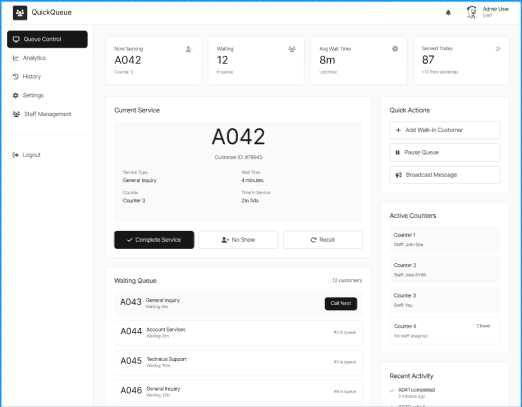 QuickQueue
Admin User
Staff
Queue Control
Analytics
History
Settings
Staff Management
Logout
Now Serving
A042
Counter 3
Waiting
12
In queue
Avg Wait Time
8m
Last hour
Served Today
87
+12 from yesterday
Current Service
A042
Customer ID: #78945
Service Type
General Inquiry
Wait Time
4 minutes
Counter
Counter 3
Time in Service
2m 34s
Complete Service
No Show
Recall
Waiting Queue
12 customers
A043
General Inquiry
Waiting
Call Next
A044
Account Services
Waiting
#2 in queue
A045
Technical Support
Waiting 10m
#3 in queue
A046
General Inquiry
Waiting 12m
#4 in queue
Quick Actions
Add Walk-in Customer
Pause Queue
Broadcast Message
Active Counters
Counter 1
Staff: John Doe
Counter 2
Staff: Jane Smith
Counter 3
Staff: You
Counter 4
Closed
No staff assigned
Recent Activity
A041 completed
2 minutes ago